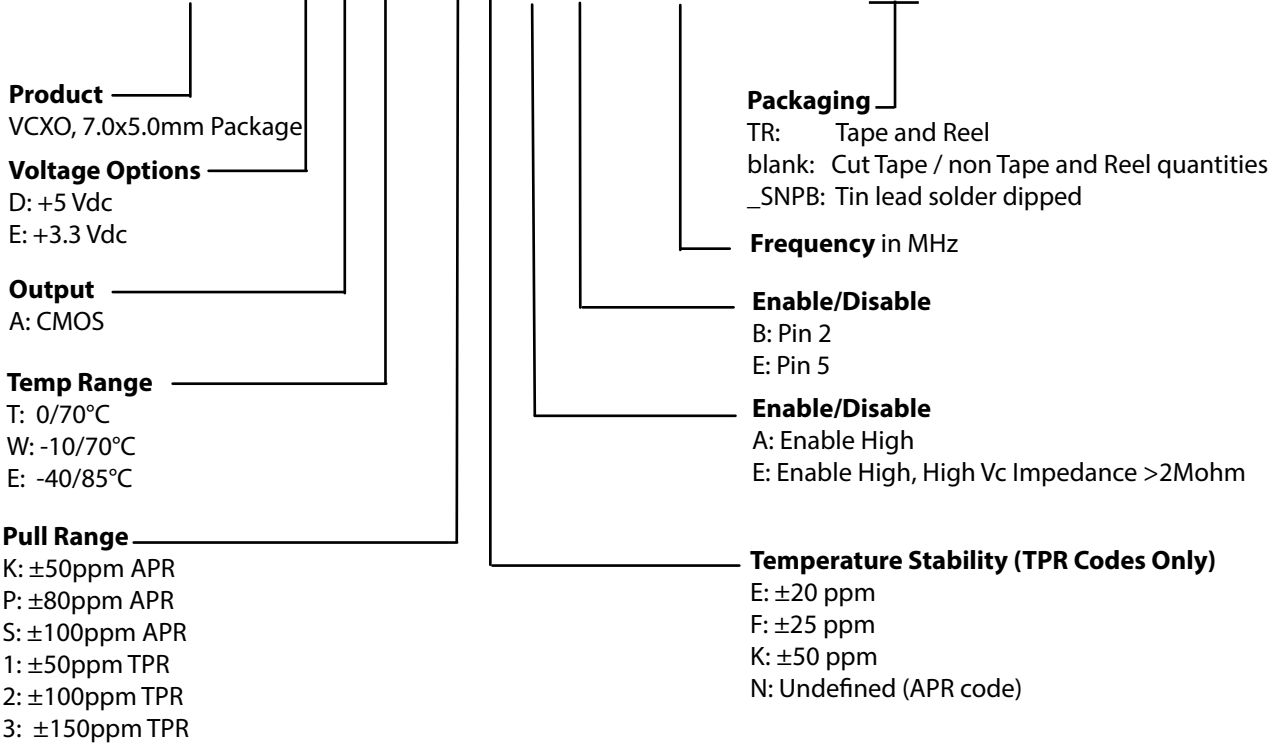 Product
VCXO, 7.0x5.0mm Package
Voltage Options
D: +5 Vdc
E: +3.3 Vdc
Output
A: CMOS
Temp Range
T: 0/70°C
W: -10/70°C
E: -40/85°C
Pull Range
K: ±50ppm APR
P: ±80ppm APR
S: ±100ppm APR
1: ±50ppm TPR
2: ±100ppm TPR
3: ±150ppm TPR
Packaging
TR: Tape and Reel
blank: Cut Tape / non Tape and Reel quantities
_SNPB: Tin lead solder dipped
Frequency in MHz
Enable/Disable
B: Pin 2
E: Pin 5
Enable/Disable
A: Enable High
E: Enable High, High Vc Impedance >2Mohm
Temperature Stability (TPR Codes Only)
E: ±20 ppm
F: ±25 ppm
K: ±50 ppm
N: Undefined (APR code)